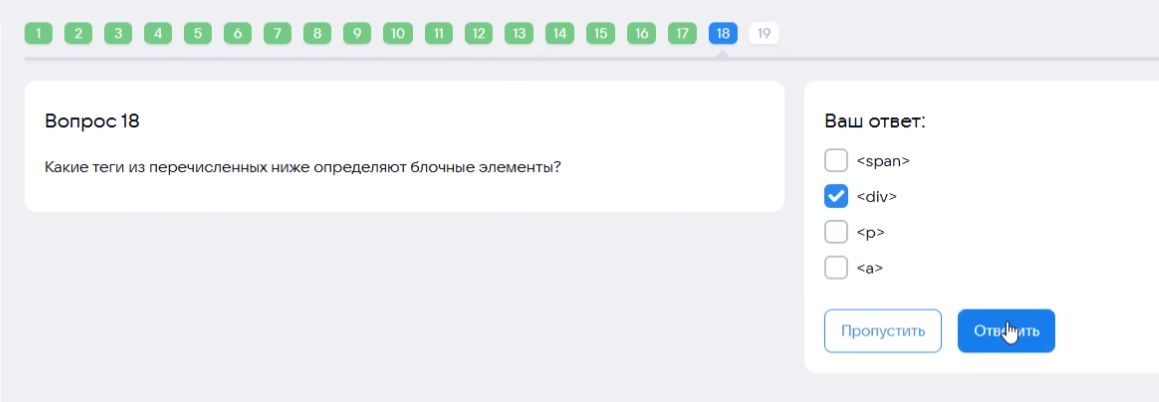 1 2 3 4 5 6 7 8 9 10 11 12 13 14 15 16 17 18 19
Вопрос 18
Какие теги из перечисленных ниже определяют блочные элементы?
Ваш ответ:
<span>
<div>
<p>
<a>
Пропустить